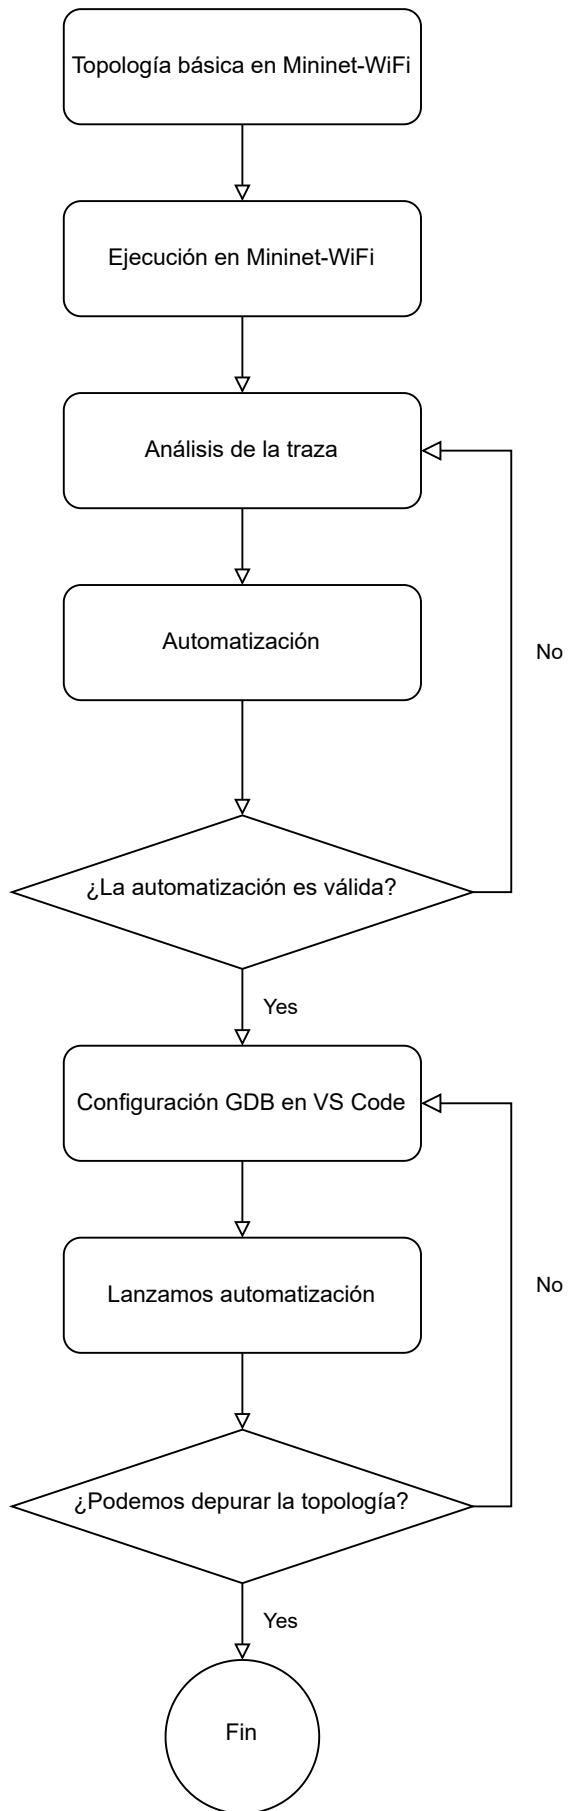 Topología básica en Mininet-WiFi
Ejecución en Mininet-WiFi
Análisis de la traza
Automatización
No
¿La automatización es válida?
Yes
Configuración GDB en VS Code
Lanzamos automatización
No
¿Podemos depurar la topología?
Yes
Fin